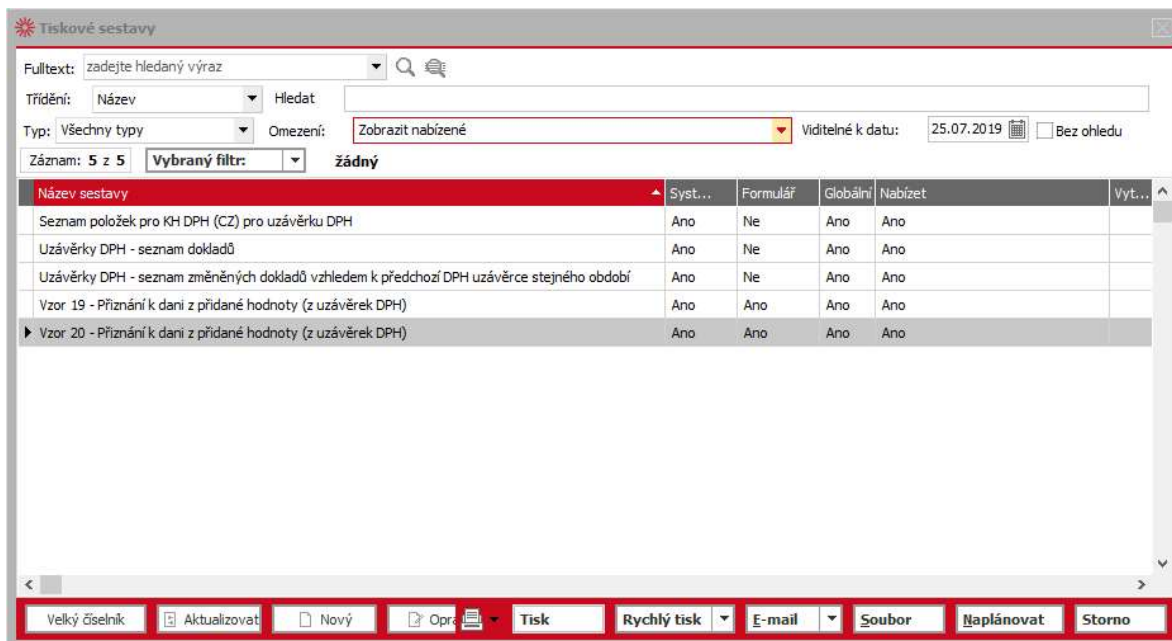 Tiskové sestavy
Fulltext: zadejte hledaný výraz
Třídění: Název Hledat
Typ: Všechny typy Omezení: Zobrazit nabízené Viditelné k datu: 25.07.2019 Bez ohledu
Záznam: 5 z 5 Vybraný filtr: žádný
Název sestavy Syst... Formulář Globální Nabízet Vyt...
Seznam položek pro KH DPH (CZ) pro uzávěrku DPH Ano Ne Ano Ano
Uzávěrky DPH - seznam dokladů Ano Ne Ano Ano
Uzávěrky DPH - seznam změněných dokladů vzhledem k předchozí DPH uzávěrce stejného období Ano Ne Ano Ano
Vzor 19 - Přiznání k dani z přidané hodnoty (z uzávěrek DPH) Ano Ano Ano Ano
Vzor 20 - Přiznání k dani z přidané hodnoty (z uzávěrek DPH) Ano Ano Ano Ano
Velký číselník Aktualizovat Nový Opra Tisk Rychlý tisk E-mail Soubor Naplánovat Storno